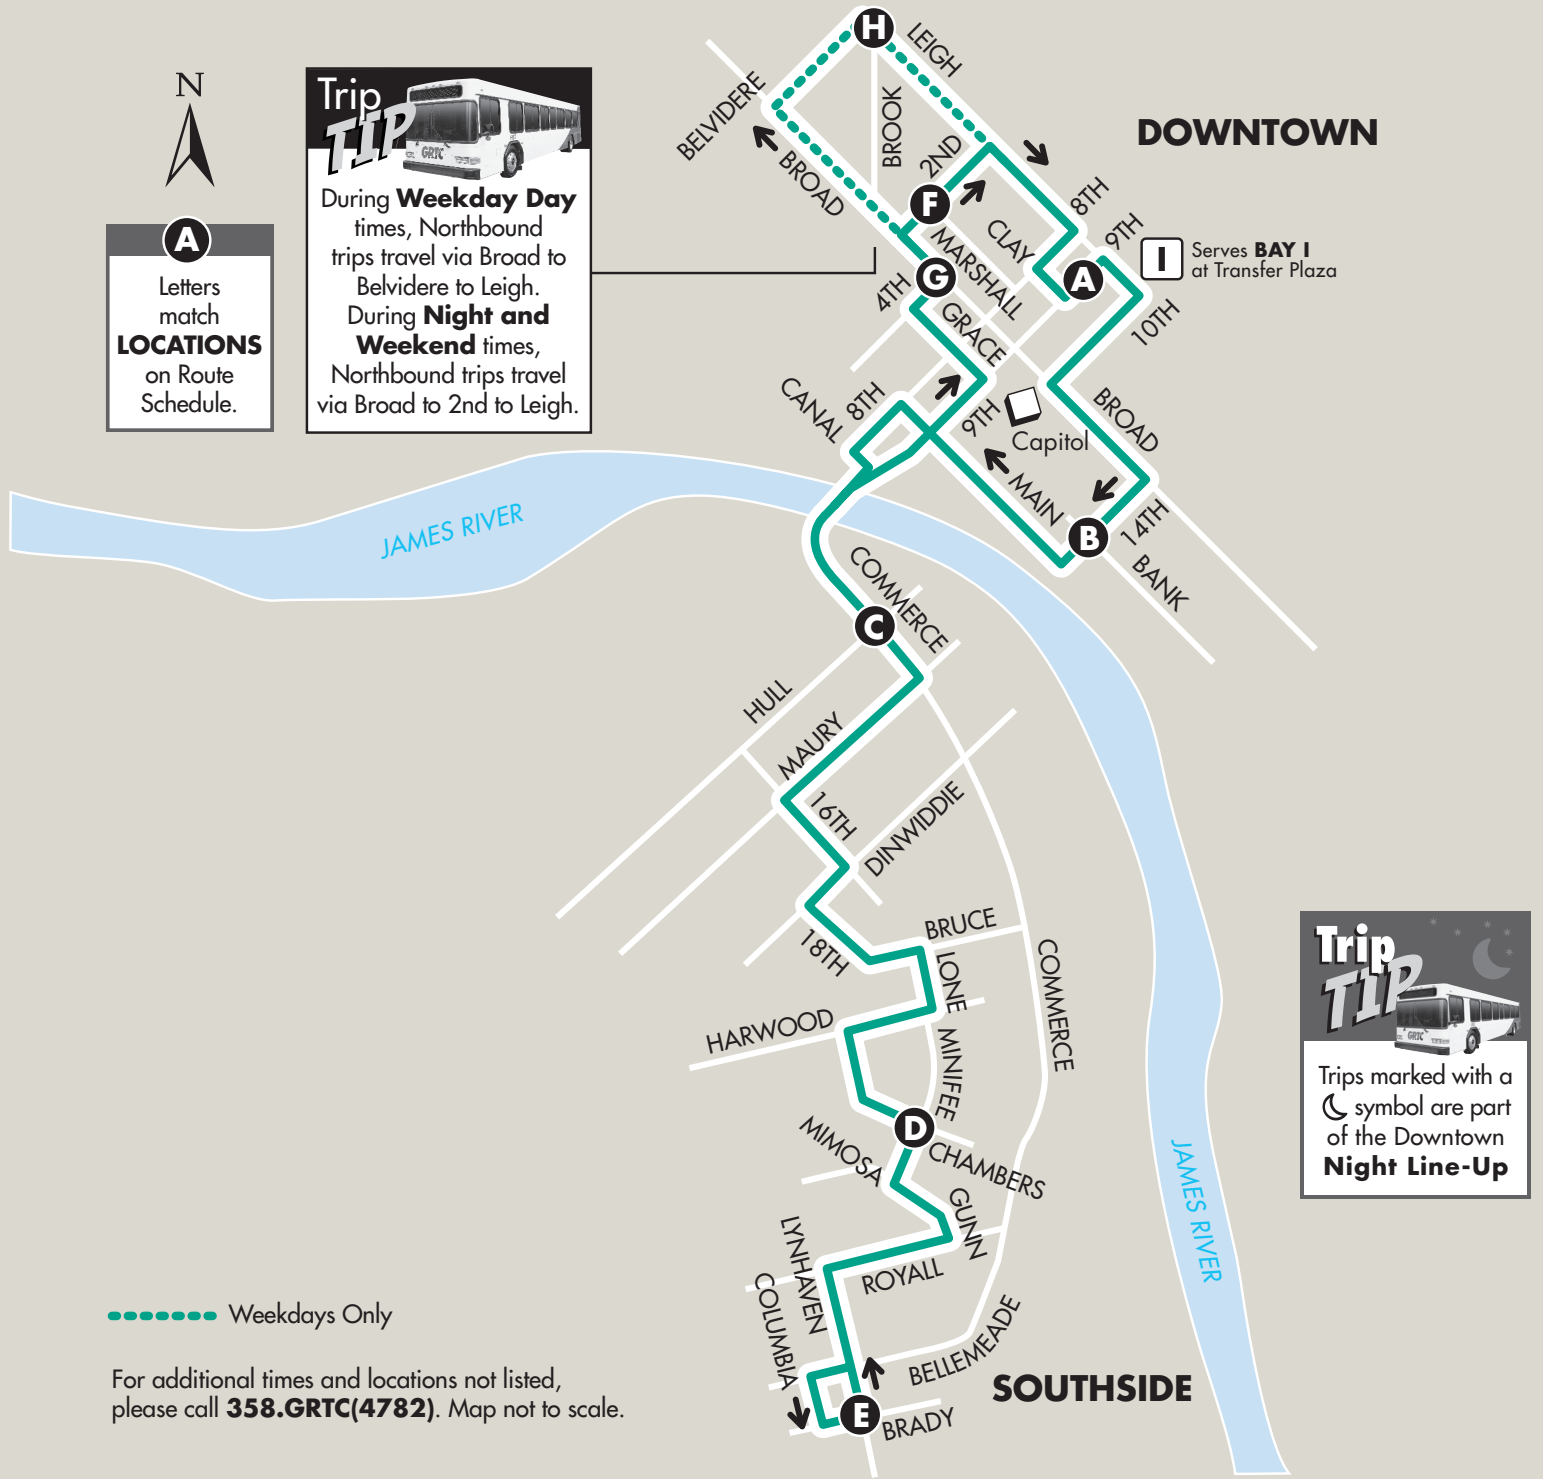 N
A
Letters
match
LOCATIONS
on Route
Schedule.
Trip
TIP
GRTC
During Weekday Day
times, Northbound
trips travel via Broad to
Belvidere to Leigh.
During Night and
Weekend times,
Northbound trips travel
via Broad to 2nd to Leigh.
H
LEIGH
BELVIDERE
BROOK
BROAD
2ND
F
DOWNTOWN
8TH
9TH
CLAY
MARSHALL
A
I
Serves BAY I
at Transfer Plaza
G
4TH
GRACE
10TH
CANAL
8TH
9TH
Capitol
BROAD
MAIN
14TH
B
BANK
JAMES RIVER
COMMERCE
C
HULL
MAURY
16TH
DINWIDDIE
18TH
BRUCE
LONE
COMMERCE
HARWOOD
MINIFEE
D
MIMOSA
CHAMBERS
GUNN
LYNHAVEN
ROYALL
COLUMBIA
BELLEMEADE
E
BRADY
SOUTHSIDE
JAMES RIVER
Trip
TIP
GRTC
Trips marked with a
symbol are part
of the Downtown
Night Line-Up
Weekdays Only
For additional times and locations not listed,
please call 358.GRTC(4782). Map not to scale.